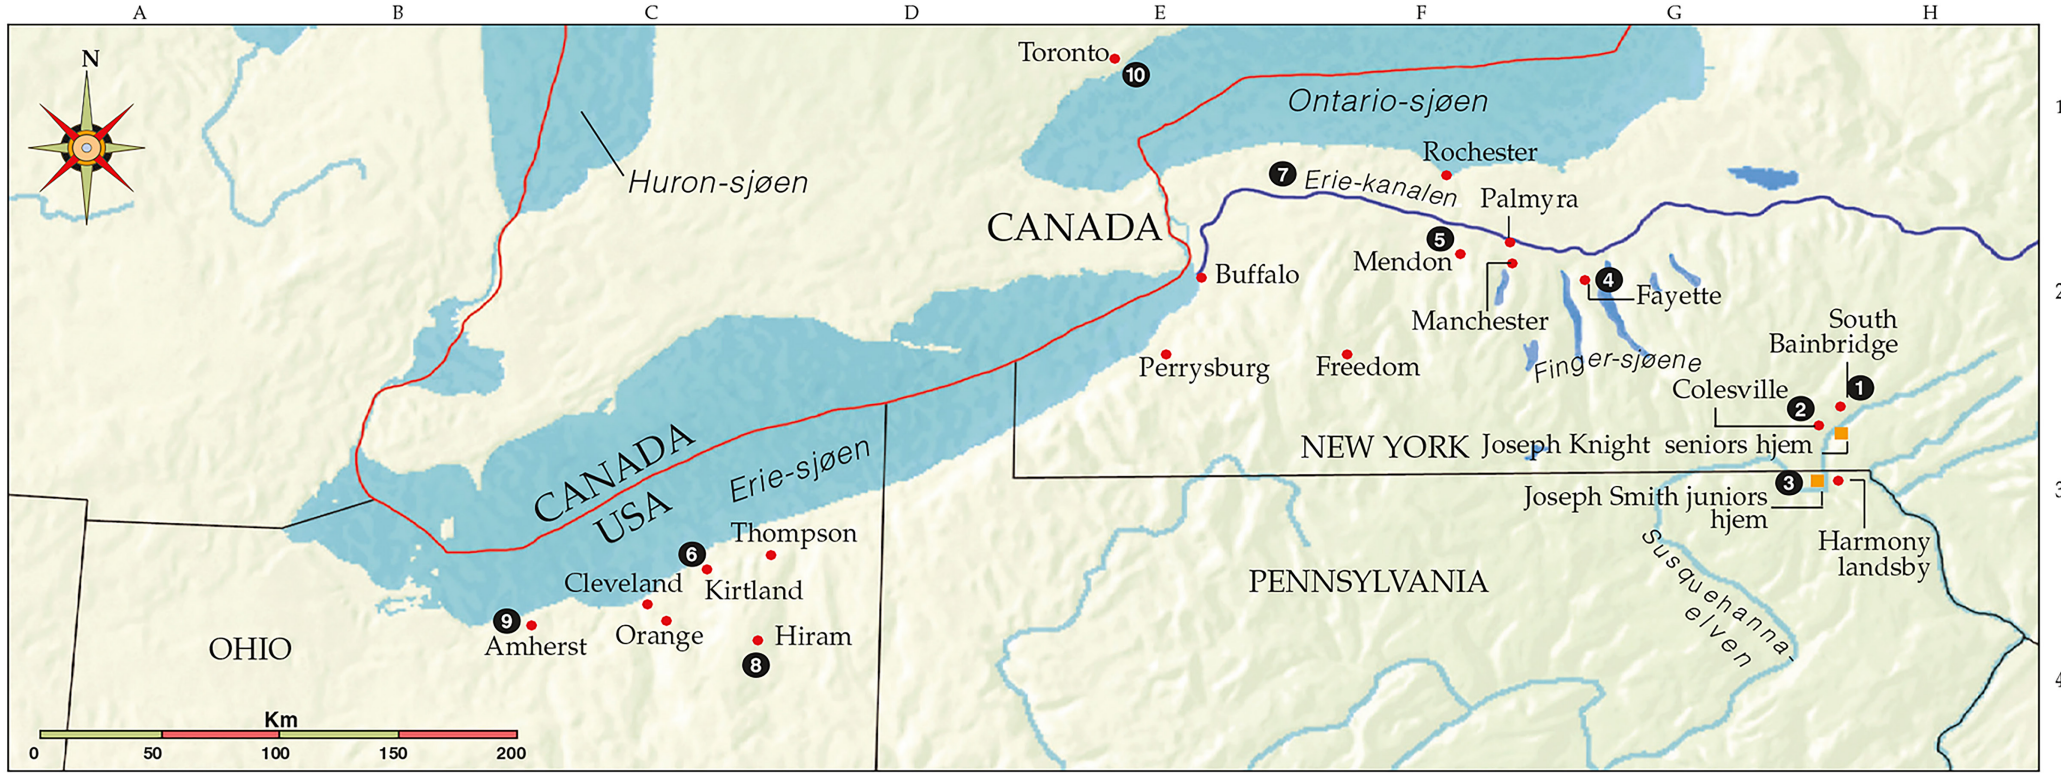 A B C D E F G H
N
Toronto
10
Ontario-sjøen
1
Huron-sjøen
Rochester
7
Erie-kanalen
Palmyra
CANADA
5
Mendon
Buffalo
4
Fayette
2
Manchester
South
Bainbridge
Perrysburg
Freedom
Finger-sjøene
Colesville
2
1
CANADA
USA
Erie-sjøen
NEW YORK
Joseph Knight seniors hjem
3
Joseph Smith juniors
hjem
3
Harmony
landsby
Thompson
6
Kirtland
Cleveland
PENNSYLVANIA
Susquehanna-
elven
9
Amherst
Orange
Hiram
8
OHIO
4
Km
0 50 100 150 200